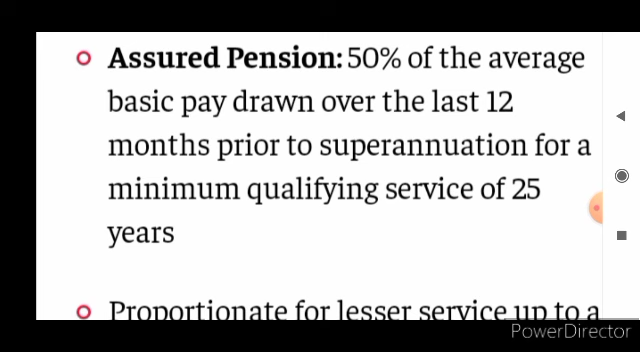 Assured Pension: 50% of the average
basic pay drawn over the last 12
months prior to superannuation for a
minimum qualifying service of 25
years
Proportionate for lesser service up to a
PowerDirector